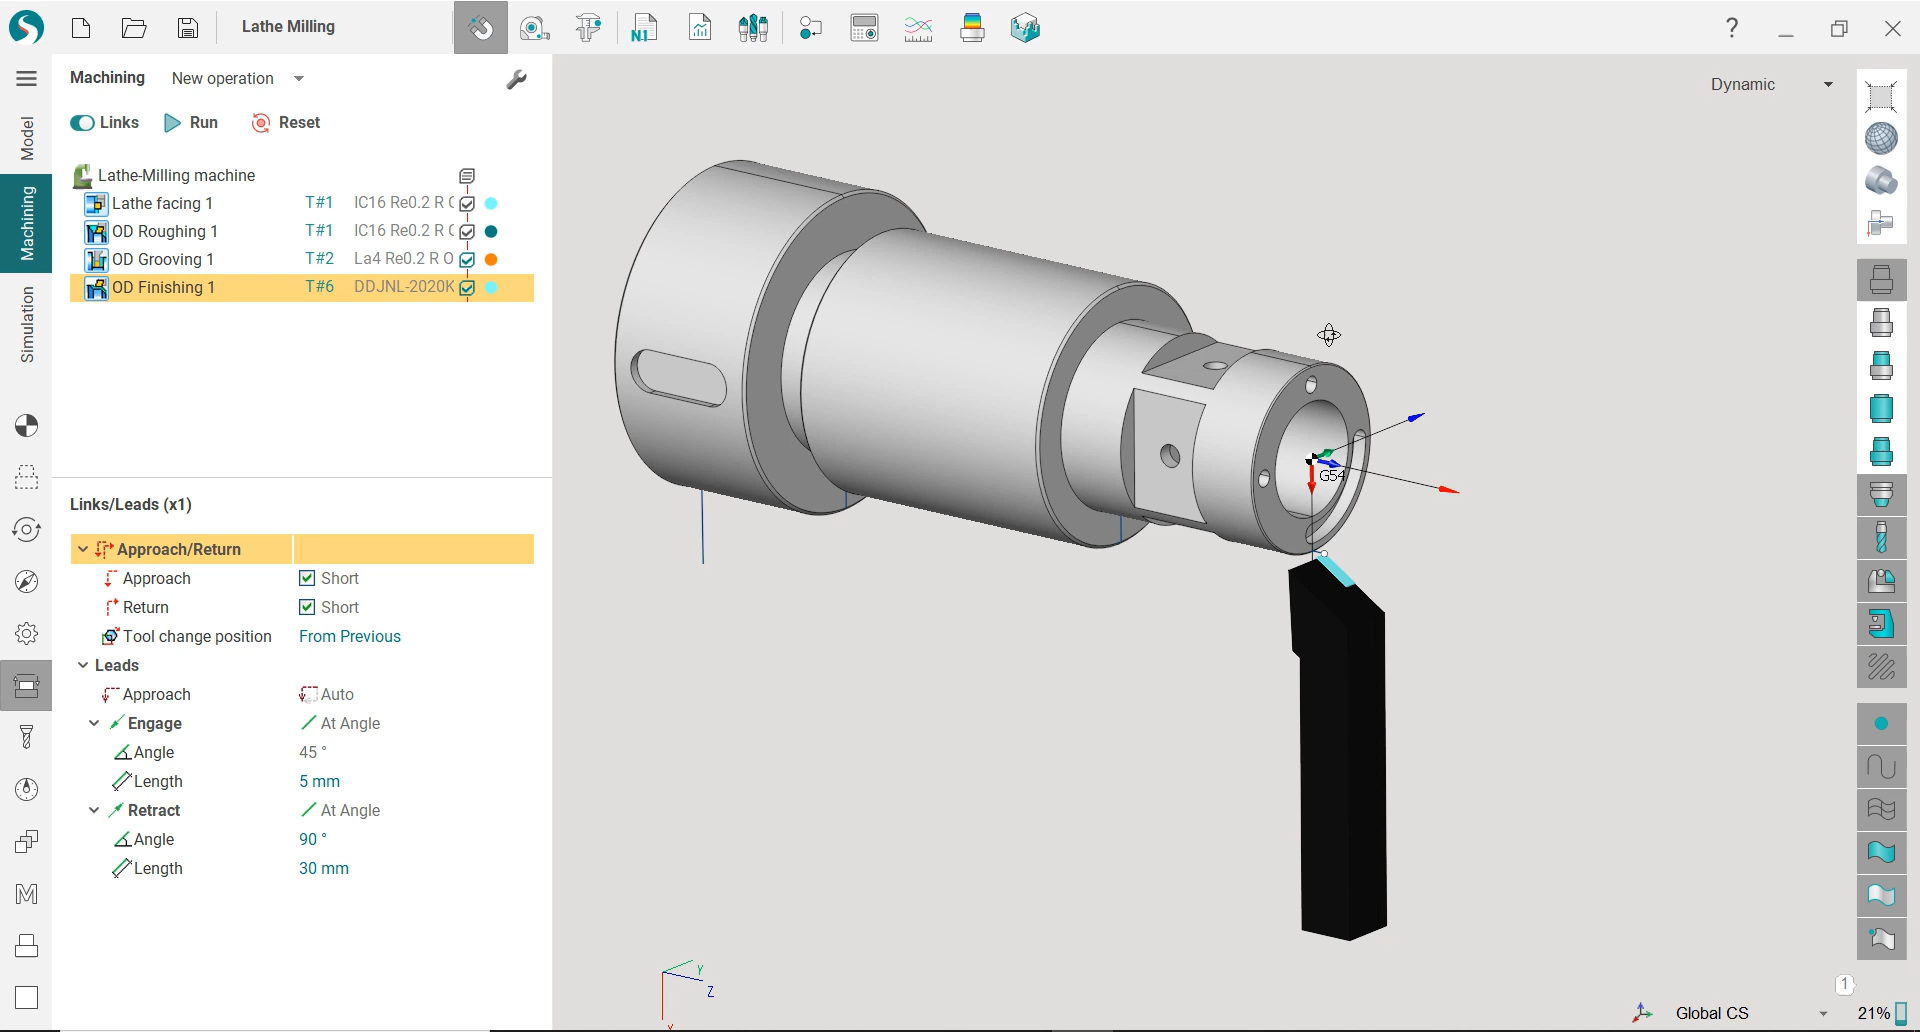 Lathe Milling
N1
?
Machining
New operation
Dynamic
Links
Run
Reset
Model
Machining
Simulation
Lathe-Milling machine
Lathe facing 1 T#1 IC16 Re0.2 R
OD Roughing 1 T#1 IC16 Re0.2 R
OD Grooving 1 T#2 La4 Re0.2 R O
OD Finishing 1 T#6 DDJNL-2020K
G54
Links/Leads (x1)
Approach/Return
Approach Short
Return Short
Tool change position From Previous
Leads
Approach Auto
Engage At Angle
Angle 45 °
Length 5 mm
Retract At Angle
Angle 90 °
Length 30 mm
M
Y
Z
1
Global CS
21%